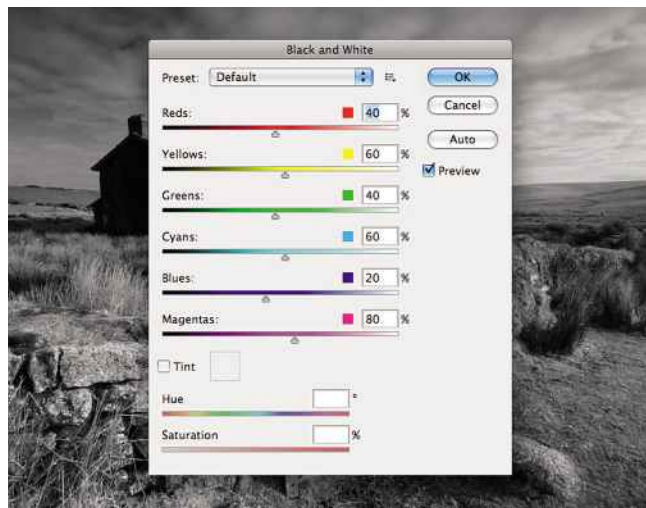 Black and White
Preset: Default
OK
Cancel
Auto
Preview
Reds: 40 %
Yellows: 60 %
Greens: 40 %
Cyans: 60 %
Blues: 20 %
Magentas: 80 %
Tint
Hue °
Saturation %